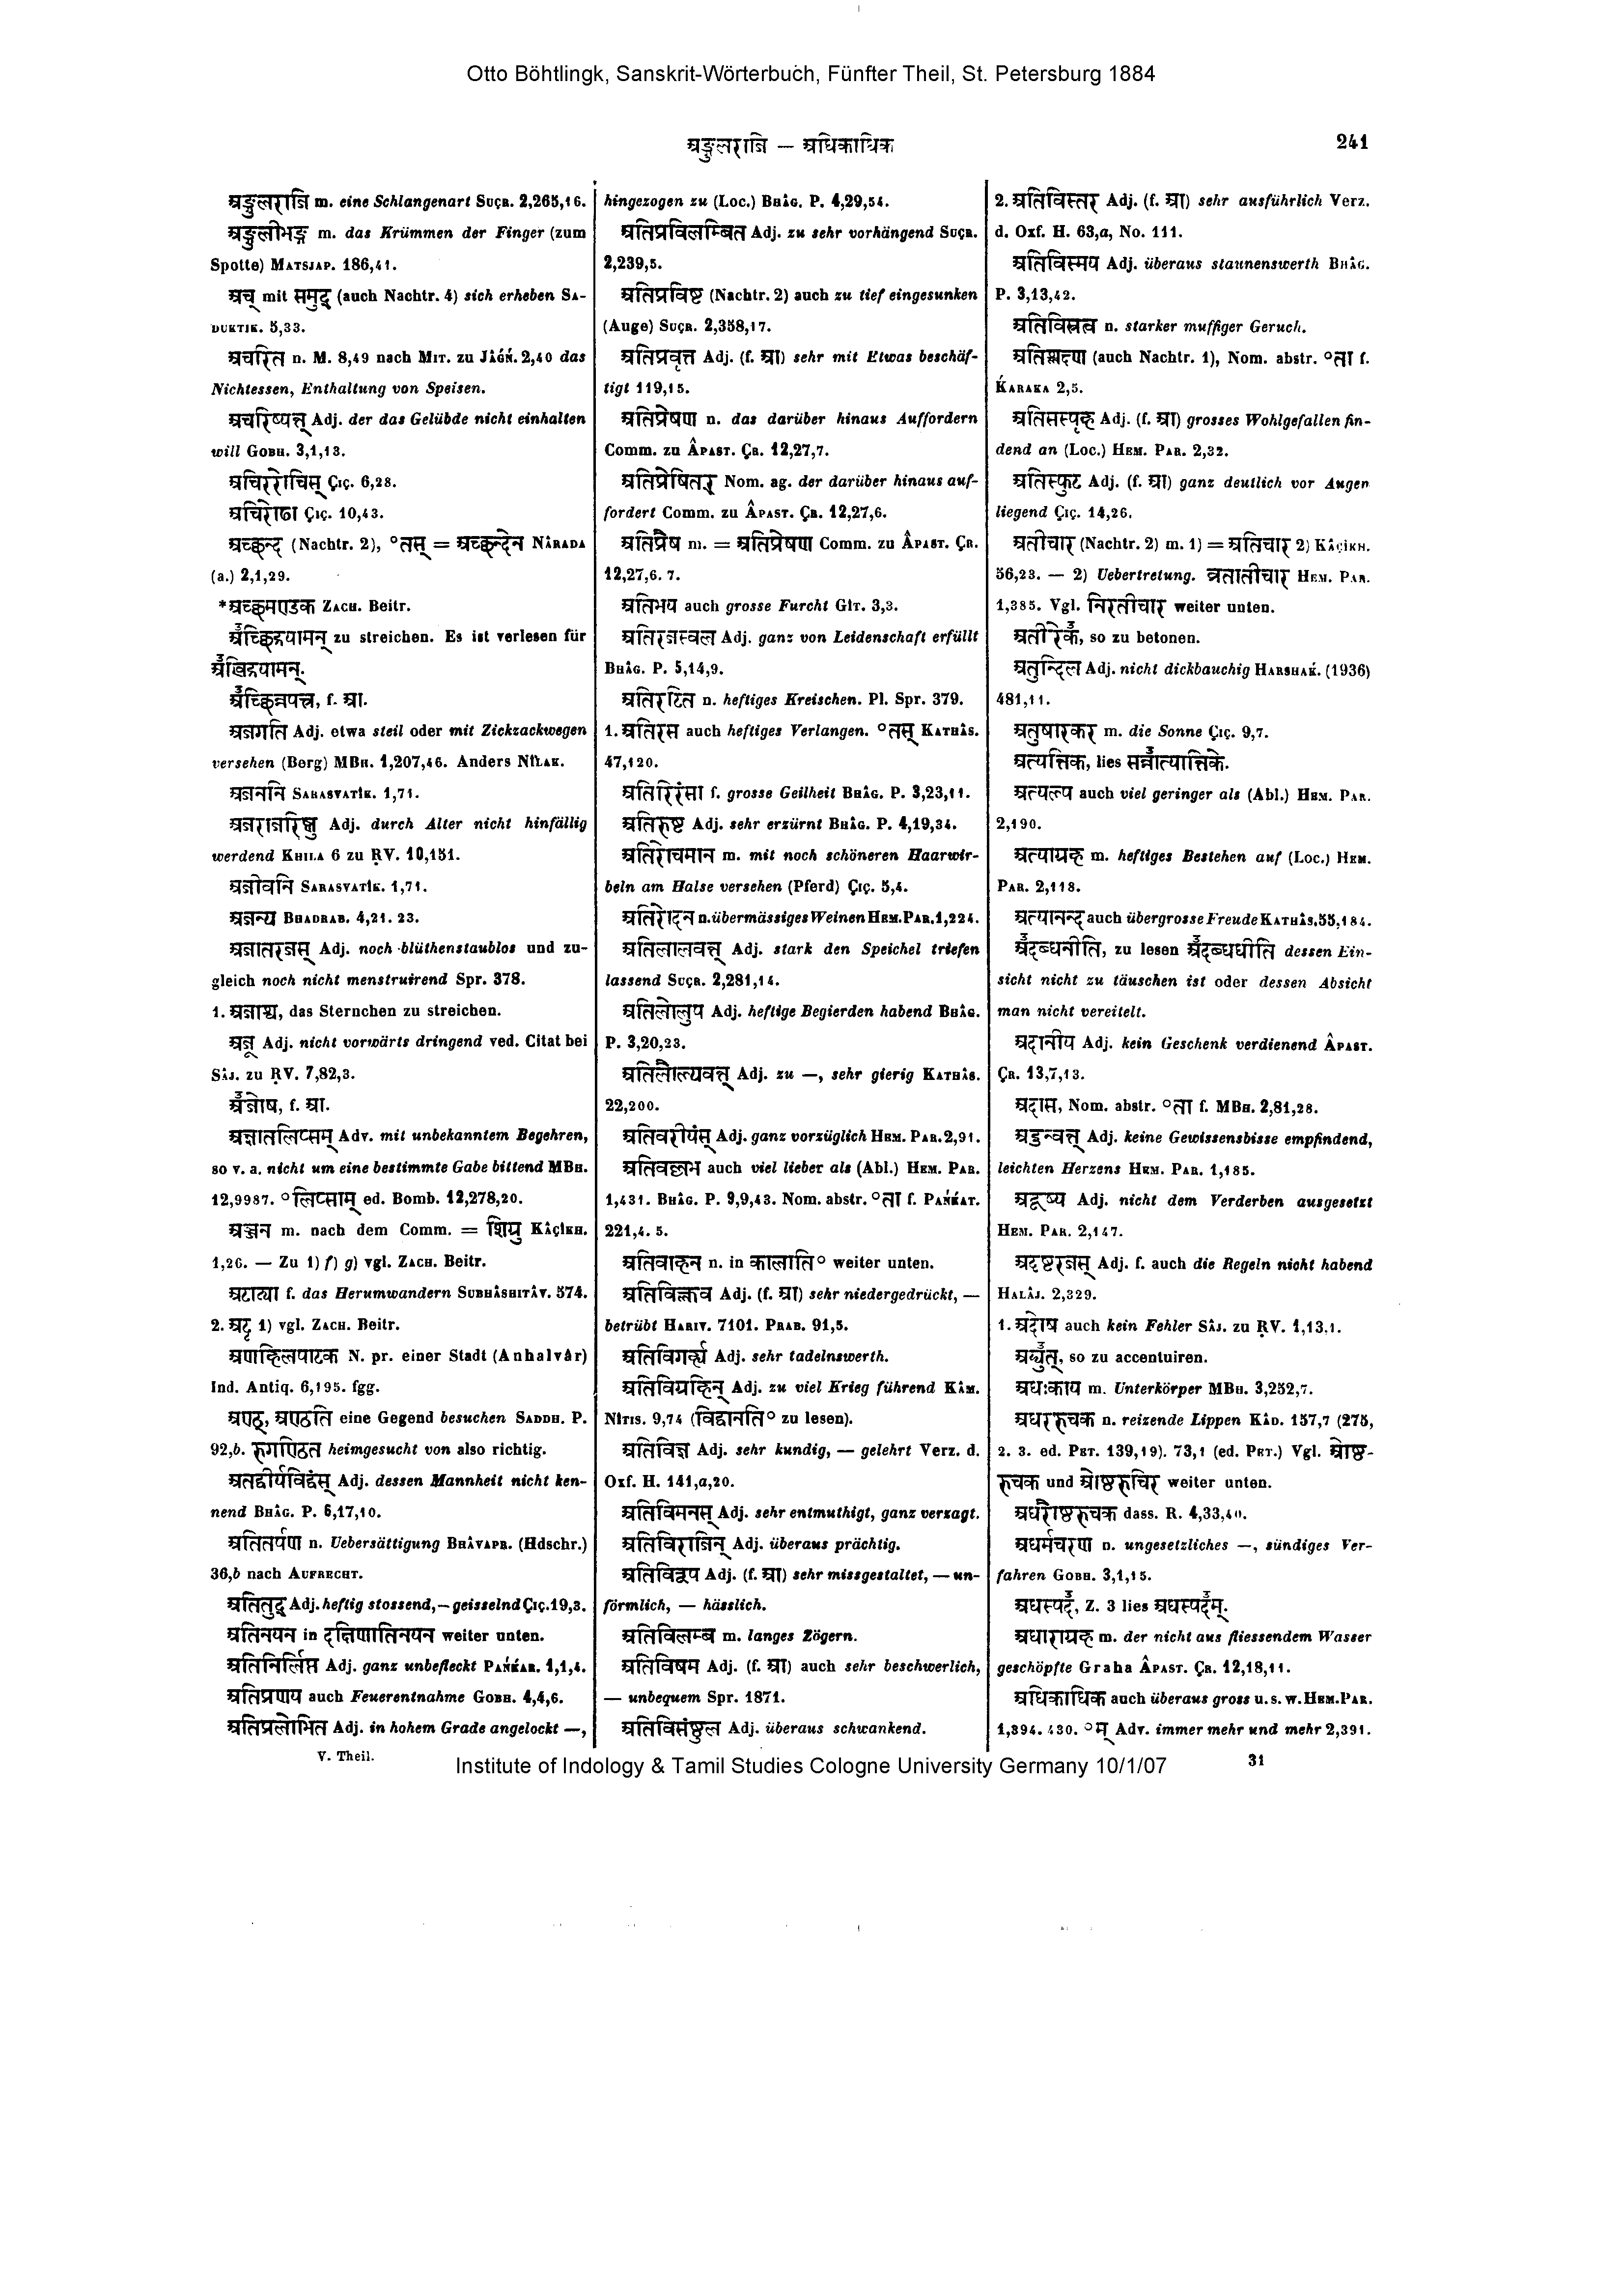 Otto Böhtlingk, Sanskrit-Wörterbuch, Fünfter Theil, St. Petersburg 1884
अङ्गुलराजि — अधिकाधिक 241
अङ्गुलराजि m. eine Schlangenart Suçr. 2,265,16.
अङ्गुलीभङ्ग m. das Krümmen der Finger (zum
Spotte) Matsjap. 186,41.
अच् mit समुद् (auch Nachtr. 4) sich erheben Sa-
duktik. 5,33.
अचरित n. M. 8,49 nach Mit. zu Jâǵń. 2,40 das
Nichtessen, Enthaltung von Speisen.
अचरिष्यत्त् Adj. der das Gelübde nicht einhalten
will Gobh. 3,1,13.
अचिररोचिस् Çiç. 6,28.
अचिरोढा Çiç. 10,43.
अच्छन्द (Nachtr. 2), °तस् = अच्छन्देन Nârada
(a.) 2,1,29.
*अच्छमण्डक Zach. Beitr.
अँच्छिद्रयामन् zu streichen. Es ist verlesen für
अँखिद्रयामन्.
अँच्छिन्नपत्त्र, f. आ.
अजगति Adj. etwa steil oder mit Zickzackwegen
versehen (Berg) MBh. 1,207,46. Anders Nîlak.
अजननि Sarasvatîk. 1,71.
अजराजरिष्णु Adj. durch Alter nicht hinfällig
werdend Khila 6 zu ṚV. 10,151.
अजीवनि Sarasvatîk. 1,71.
अजन्य Bhadrab. 4,21. 23.
अजातरजस् Adj. noch blüthenstaublos und zu-
gleich noch nicht menstruirend Spr. 378.
1. अजाश्व, das Sternchen zu streichen.
अजू Adj. nicht vorwärts dringend ved. Citat bei
Sâj. zu ṚV. 7,82,3.
अँजोष, f. आ.
अज्ञातलिप्सम् Adv. mit unbekanntem Begehren,
so v. a. nicht um eine bestimmte Gabe bittend MBh.
12,9987. °लिप्साम् ed. Bomb. 12,278,20.
अञ्जन m. nach dem Comm. = शिग्रु Kâçikh.
1,26. — Zu 1) f) g) vgl. Zach. Beitr.
अटाट्या f. das Herumwandern Subhâshitâv. 574.
2. अट्ट 1) vgl. Zach. Beitr.
अणहिलपाटक N. pr. einer Stadt (Anhalvâr)
Ind. Antiq. 6,195. fgg.
अण्ठ्, अण्ठति eine Gegend besuchen Saddh. P.
92,b. रुगण्ठित heimgesucht von also richtig.
अतद्वीर्यविद्वंस् Adj. dessen Mannheit nicht ken-
nend Bhâg. P. 6,17,10.
अतितर्पण n. Uebersättigung Bhâvapr. (Hdschr.)
36,b nach Aufrecht.
अतितुद् Adj. heftig stossend, — geisselnd Çiç. 19,3.
अतिनयन in दक्षिणातिनयन weiter unten.
अतिनिर्लिप्त Adj. ganz unbefleckt Pańḱar. 1,1,4.
अतिप्रणय auch Feuerentnahme Gobh. 4,4,6.
अतिप्रलोभित Adj. in hohem Grade angelockt —,
V. Theil.
hingezogen zu (Loc.) Bhâg. P. 4,29,54.
अतिप्रविलम्बित Adj. zu sehr vorhängend Suçr.
2,239,5.
अतिप्रविष्ट (Nachtr. 2) auch zu tief eingesunken
(Auge) Suçr. 2,358,17.
अतिप्रवृत्त Adj. (f. आ) sehr mit Etwas beschäf-
tigt 119,15.
अतिप्रेषण n. das darüber hinaus Auffordern
Comm. zu Âpast. Çr. 12,27,7.
अतिप्रेषितर् Nom. ag. der darüber hinaus auf-
fordert Comm. zu Âpast. Çr. 12,27,6.
अतिप्रैष m. = अतिप्रेषण Comm. zu Âpast. Çr.
12,27,6. 7.
अतिभय auch grosse Furcht Gît. 3,3.
अतिरजस्वल Adj. ganz von Leidenschaft erfüllt
Bhâg. P. 5,14,9.
अतिरटित n. heftiges Kreischen. Pl. Spr. 379.
1. अतिरस auch heftiges Verlangen. °तस् Kathâs.
47,120.
अतिरिरंसा f. grosse Geilheit Bhâg. P. 3,23,11.
अतिरुष्ट Adj. sehr erzürnt Bhâg. P. 4,19,34.
अतिरोचमान m. mit noch schöneren Haarwir-
beln am Halse versehen (Pferd) Çiç. 5,4.
अतिरोदन n. übermässiges Weinen Hem. Par. 1,224.
अतिलालवत्त् Adj. stark den Speichel triefen
lassend Suçr. 2,281,14.
अतिलोलुप Adj. heftige Begierden habend Bhâg.
P. 3,20,23.
अतिलौल्यवत्त् Adj. zu —, sehr gierig Kathâs.
22,200.
अतिवरीयंस् Adj. ganz vorzüglich Hem. Par. 2,91.
अतिवल्लभ auch viel lieber als (Abl.) Hem. Par.
1,431. Bhâg. P. 9,9,43. Nom. abstr. °ता f. Pańḱat.
221,4. 5.
अतिवाहन n. in कालाति° weiter unten.
अतिविक्लव Adj. (f. आ) sehr niedergedrückt, —
betrübt Hariv. 7101. Prab. 91,5.
अतिविगर्ह्य Adj. sehr tadelnswerth.
अतिविग्रहिन् Adj. zu viel Krieg führend Kâm.
Nîtis. 9,74 (विद्वानति° zu lesen).
अतिविज्ञ Adj. sehr kundig, — gelehrt Verz. d.
Oxf. H. 141,a,20.
अतिविमनस् Adj. sehr entmuthigt, ganz verzagt.
अतिविराजिन् Adj. überaus prächtig.
अतिविरूप Adj. (f. आ) sehr missgestaltet, — un-
förmlich, — hässlich.
अतिविलम्ब m. langes Zögern.
अतिविषम Adj. (f. आ) auch sehr beschwerlich,
— unbequem Spr. 1871.
अतिविसंष्ठुल Adj. überaus schwankend.
2. अतिविस्तर Adj. (f. आ) sehr ausführlich Verz.
d. Oxf. H. 63,a, No. 111.
अतिविस्मय Adj. überaus staunenswerth Bhâg.
P. 3,13,42.
अतिविस्रव n. starker muffiger Geruch.
अतिश्लक्ष्ण (auch Nachtr. 1), Nom. abstr. °ता f.
Ḱaraka 2,5.
अतिसस्पृह Adj. (f. आ) grosses Wohlgefallen fin-
dend an (Loc.) Hem. Par. 2,32.
अतिस्फुट Adj. (f. आ) ganz deutlich vor Augen
liegend Çiç. 14,26.
अतीचार (Nachtr. 2) m. 1) = अतिचार 2) Kâçikh.
56,23. — 2) Uebertretung. व्रतातीचार Hem. Par.
1,385. Vgl. निरतीचार weiter unten.
अतीरेकँ, so zu betonen.
अतुन्दिल Adj. nicht dickbauchig Harshaḱ. (1936)
481,11.
अतुषारकर m. die Sonne Çiç. 9,7.
अत्यत्तिक, lies सर्वात्यात्तिके.
अत्यल्प auch viel geringer als (Abl.) Hem. Par.
2,190.
अत्याग्रह m. heftiges Bestehen auf (Loc.) Hem.
Par. 2,118.
अत्यानन्द auch übergrosse Freude Kathâs. 55,184.
अँदब्धनीति, zu lesen अँदब्धधीति dessen Ein-
sicht nicht zu täuschen ist oder dessen Absicht
man nicht vereitelt.
अदानीय Adj. kein Geschenk verdienend Âpast.
Çr. 13,7,13.
अदास, Nom. abstr. °ता f. MBh. 2,81,28.
अडुन्वत्त् Adj. keine Gewissensbisse empfindend,
leichten Herzens Hem. Par. 1,185.
अदूष्य Adj. nicht dem Verderben ausgesetzt
Hem. Par. 2,147.
अदृष्टरजस् Adj. f. auch die Regeln nicht habend
Halâj. 2,329.
1. अदोष auch kein Fehler Sâj. zu ṚV. 1,13,1.
अद्युँत्, so zu accentuiren.
अधःकाय m. Unterkörper MBh. 3,252,7.
अधररुचक n. reizende Lippen Kâd. 157,7 (275,
2. 3. ed. Pet. 139,19). 73,1 (ed. Pet.) Vgl. ओष्ठ-
रुचक und ओष्ठरुचिर weiter unten.
अधरौष्ठरुचक dass. R. 4,33,40.
अधर्मचरण n. ungesetzliches —, sündiges Ver-
fahren Gobh. 3,1,15.
अधस्पदँ, Z. 3 lies अधस्पदँम्.
अधाराग्रह m. der nicht aus fliessendem Wasser
geschöpfte Graha Âpast. Çr. 12,18,11.
अधिकाधिक auch überaus gross u. s. w. Hem. Par.
1,394. 430. °म् Adv. immer mehr und mehr 2,391.
31
Institute of Indology & Tamil Studies Cologne University Germany 10/1/07